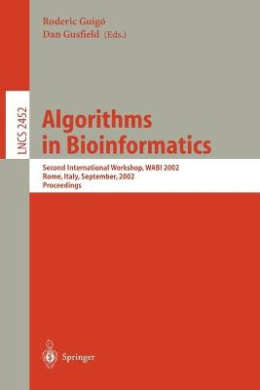 Roderic Guigó
Dan Gusfield (Eds.)
LNCS 2452
Algorithms
in Bioinformatics
Second International Workshop, WABI 2002
Rome, Italy, September, 2002
Proceedings
Springer